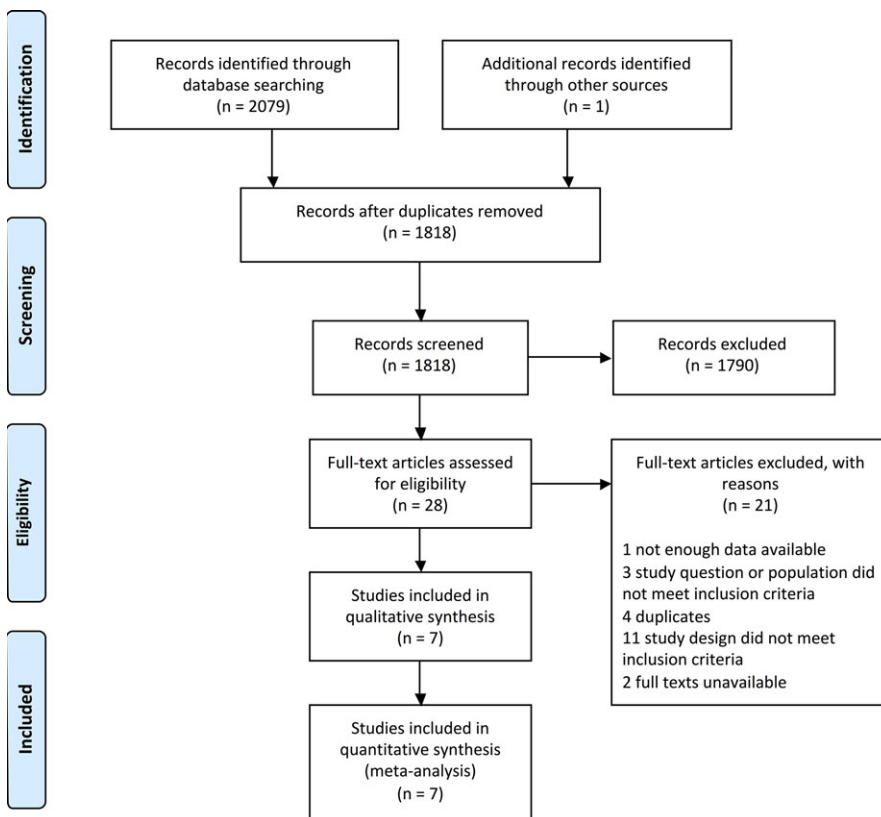 Identification
Records identified through
database searching
(n = 2079)
Additional records identified
through other sources
(n = 1)
Records after duplicates removed
(n = 1818)
Screening
Records screened
(n = 1818)
Records excluded
(n = 1790)
Eligibility
Full-text articles assessed
for eligibility
(n = 28)
Full-text articles excluded, with
reasons
(n = 21)
1 not enough data available
3 study question or population did
not meet inclusion criteria
4 duplicates
11 study design did not meet
inclusion criteria
2 full texts unavailable
Studies included in
qualitative synthesis
(n = 7)
Included
Studies included in
quantitative synthesis
(meta-analysis)
(n = 7)